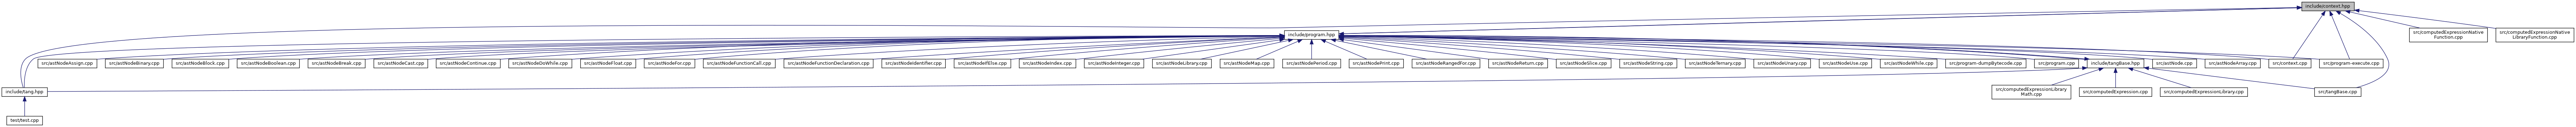 include/context.hpp
include/program.hpp
src/computedExpressionNative
Function.cpp
src/computedExpressionNative
LibraryFunction.cpp
src/astNodeAssign.cpp
src/astNodeBinary.cpp
src/astNodeBlock.cpp
src/astNodeBoolean.cpp
src/astNodeBreak.cpp
src/astNodeCast.cpp
src/astNodeContinue.cpp
src/astNodeDoWhile.cpp
src/astNodeFloat.cpp
src/astNodeFor.cpp
src/astNodeFunctionCall.cpp
src/astNodeFunctionDeclaration.cpp
src/astNodeIdentifier.cpp
src/astNodeIfElse.cpp
src/astNodeIndex.cpp
src/astNodeInteger.cpp
src/astNodeLibrary.cpp
src/astNodeMap.cpp
src/astNodePeriod.cpp
src/astNodePrint.cpp
src/astNodeRangedFor.cpp
src/astNodeReturn.cpp
src/astNodeSlice.cpp
src/astNodeString.cpp
src/astNodeTernary.cpp
src/astNodeUnary.cpp
src/astNodeUse.cpp
src/astNodeWhile.cpp
src/program-dumpBytecode.cpp
src/program.cpp
include/tangBase.hpp
src/astNode.cpp
src/astNodeArray.cpp
src/context.cpp
src/program-execute.cpp
include/tang.hpp
src/computedExpressionLibrary
Math.cpp
src/computedExpression.cpp
src/computedExpressionLibrary.cpp
src/tangBase.cpp
test/test.cpp